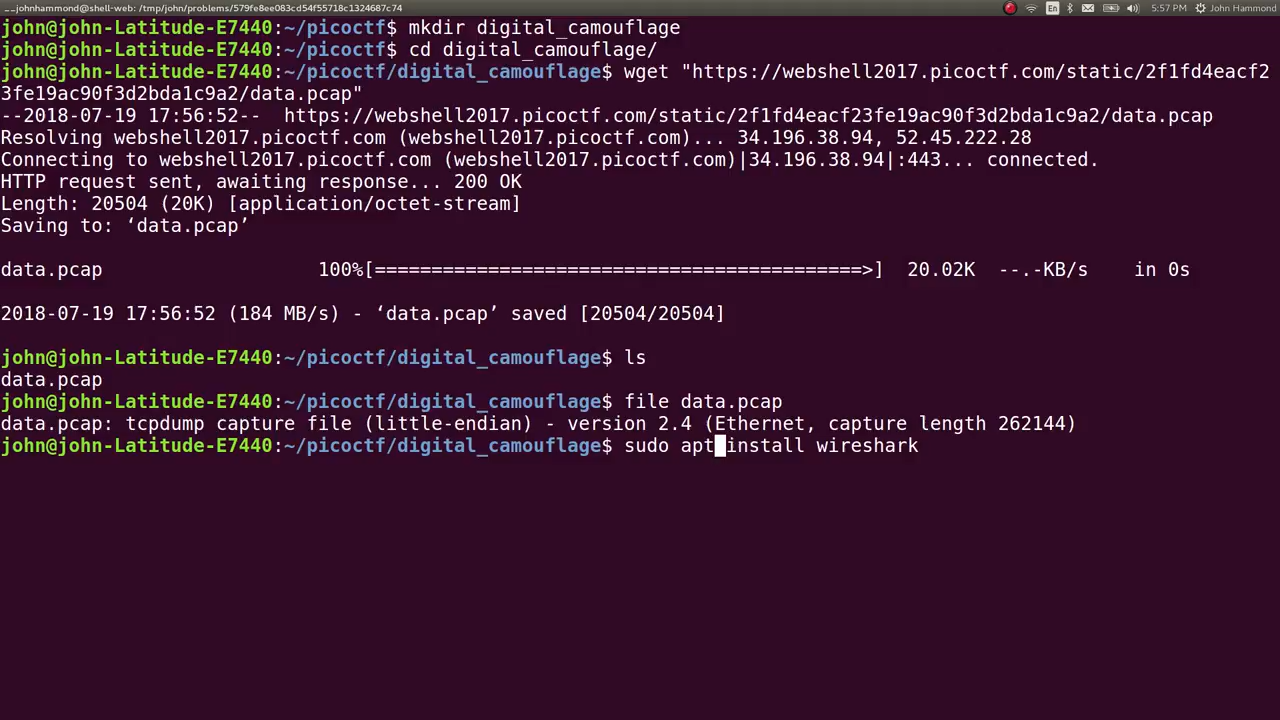 __johnhammond@shell-web: /tmp/john/problems/579fe8ee083cd54f55718c1324687c74
En
5:57 PM
John Hammond
john@john-Latitude-E7440:~/picoctf$ mkdir digital_camouflage
john@john-Latitude-E7440:~/picoctf$ cd digital_camouflage/
john@john-Latitude-E7440:~/picoctf/digital_camouflage$ wget "https://webshell2017.picoctf.com/static/2f1fd4eacf2
3fe19ac90f3d2bda1c9a2/data.pcap"
--2018-07-19 17:56:52--  https://webshell2017.picoctf.com/static/2f1fd4eacf23fe19ac90f3d2bda1c9a2/data.pcap
Resolving webshell2017.picoctf.com (webshell2017.picoctf.com)... 34.196.38.94, 52.45.222.28
Connecting to webshell2017.picoctf.com (webshell2017.picoctf.com)|34.196.38.94|:443... connected.
HTTP request sent, awaiting response... 200 OK
Length: 20504 (20K) [application/octet-stream]
Saving to: ‘data.pcap’
data.pcap                   100%[===========================================>]  20.02K  --.-KB/s    in 0s
2018-07-19 17:56:52 (184 MB/s) - ‘data.pcap’ saved [20504/20504]
john@john-Latitude-E7440:~/picoctf/digital_camouflage$ ls
data.pcap
john@john-Latitude-E7440:~/picoctf/digital_camouflage$ file data.pcap
data.pcap: tcpdump capture file (little-endian) - version 2.4 (Ethernet, capture length 262144)
john@john-Latitude-E7440:~/picoctf/digital_camouflage$ sudo apt install wireshark